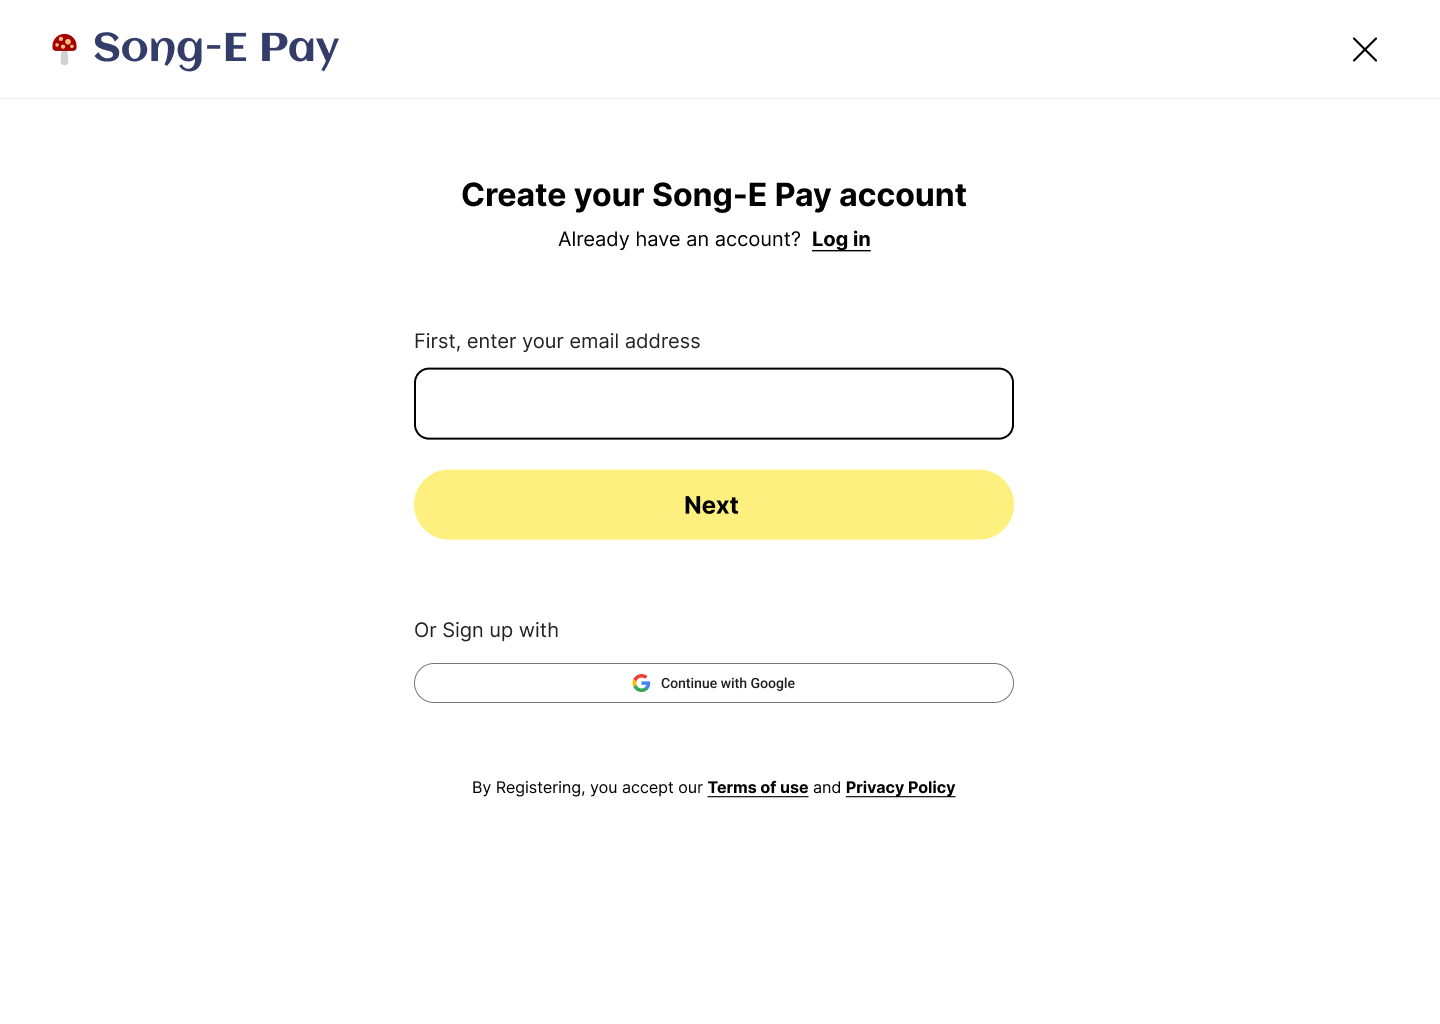 Song-E Pay
Create your Song-E Pay account
Already have an account? Log in
First, enter your email address
Next
Or Sign up with
Continue with Google
By Registering, you accept our Terms of use and Privacy Policy